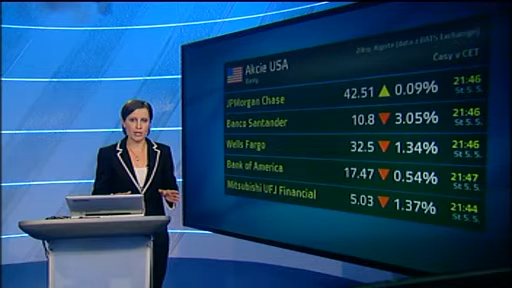 Zdroj: Aspekta (data z BATS Exchange)
Akcie USA
Banky
Časy v CET
JPMorgan Chase 42.51 0.09% 21:46 St 5. 5.
Banco Santander 10.8 3.05% 21:46 St 5. 5.
Wells Fargo 32.5 1.34% 21:46 St 5. 5.
Bank of America 17.47 0.54% 21:47 St 5. 5.
Mitsubishi UFJ Financial 5.03 1.37% 21:44 St 5. 5.